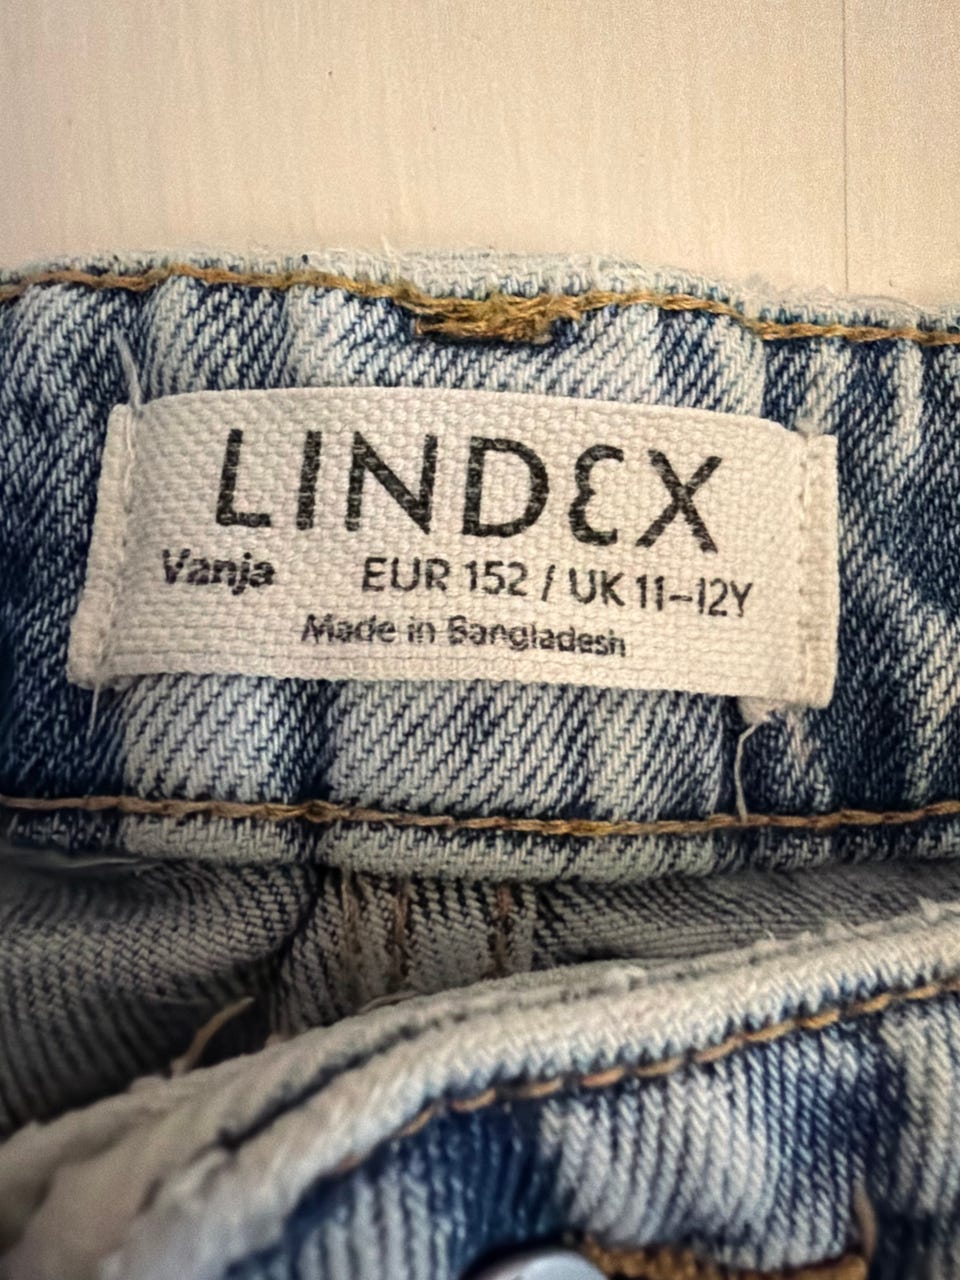 LINDEX
Vanja EUR 152 / UK 11–12Y
Made in Bangladesh